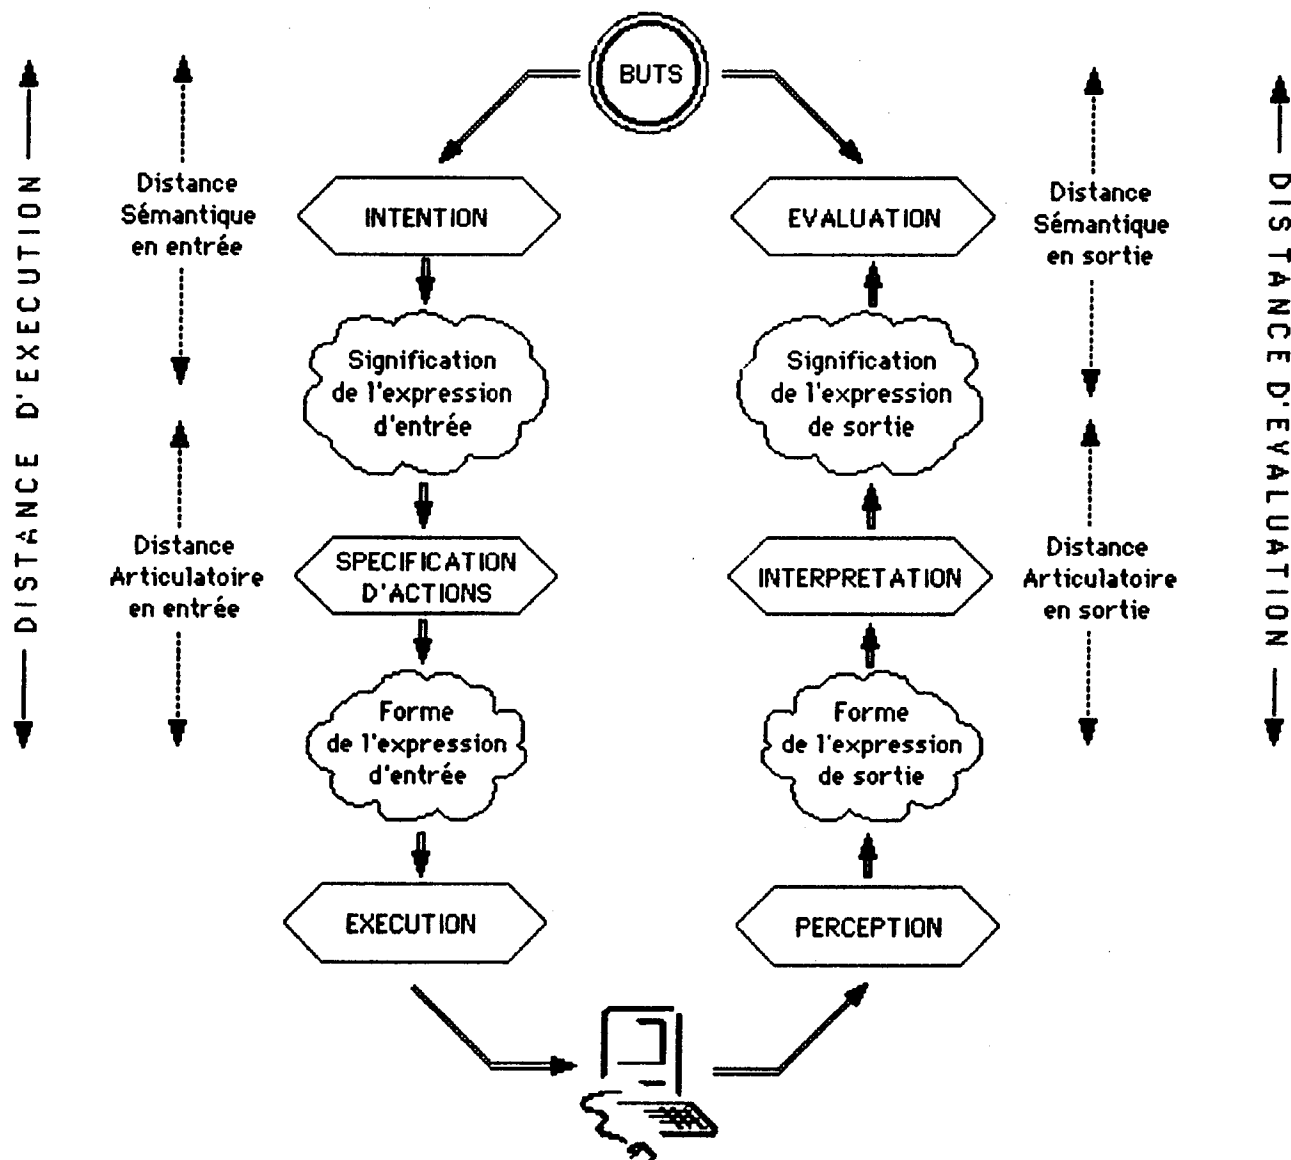 BUTS
DISTANCE D'EXECUTION
Distance
Sémantique
en entrée
INTENTION
EVALUATION
Distance
Sémantique
en sortie
DISTANCE D'EVALUATION
Signification
de l'expression
d'entrée
Signification
de l'expression
de sortie
Distance
Articulatoire
en entrée
SPECIFICATION
D'ACTIONS
INTERPRETATION
Distance
Articulatoire
en sortie
Forme
de l'expression
d'entrée
Forme
de l'expression
de sortie
EXECUTION
PERCEPTION